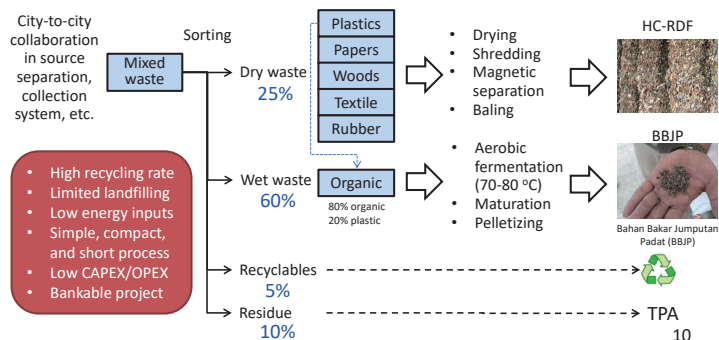 City-to-city
collaboration
in source
separation,
collection
system, etc.
Mixed
waste
Sorting
Dry waste
25%
Plastics
Papers
Woods
Textile
Rubber
• Drying
• Shredding
• Magnetic
separation
• Baling
HC-RDF
• High recycling rate
• Limited landfilling
• Low energy inputs
• Simple, compact,
and short process
• Low CAPEX/OPEX
• Bankable project
Wet waste
60%
Organic
80% organic
20% plastic
• Aerobic
fermentation
(70-80 °C)
• Maturation
• Pelletizing
BBJP
Bahan Bakar Jumputan
Padat (BBJP)
Recyclables
5%
Residue
10%
TPA
10